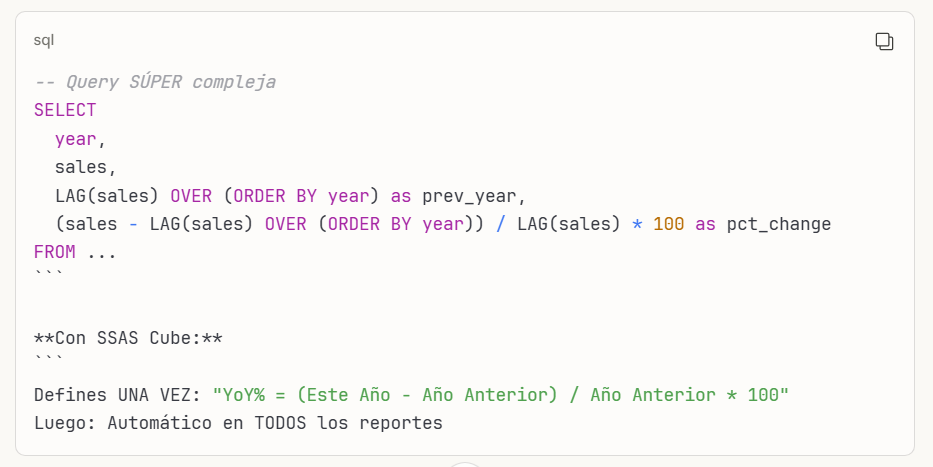 sql
-- Query SÚPER compleja
SELECT
  year,
  sales,
  LAG(sales) OVER (ORDER BY year) as prev_year,
  (sales - LAG(sales) OVER (ORDER BY year)) / LAG(sales) * 100 as pct_change
FROM ...
```
**Con SSAS Cube:**
```
Defines UNA VEZ: "YoY% = (Este Año - Año Anterior) / Año Anterior * 100"
Luego: Automático en TODOS los reportes